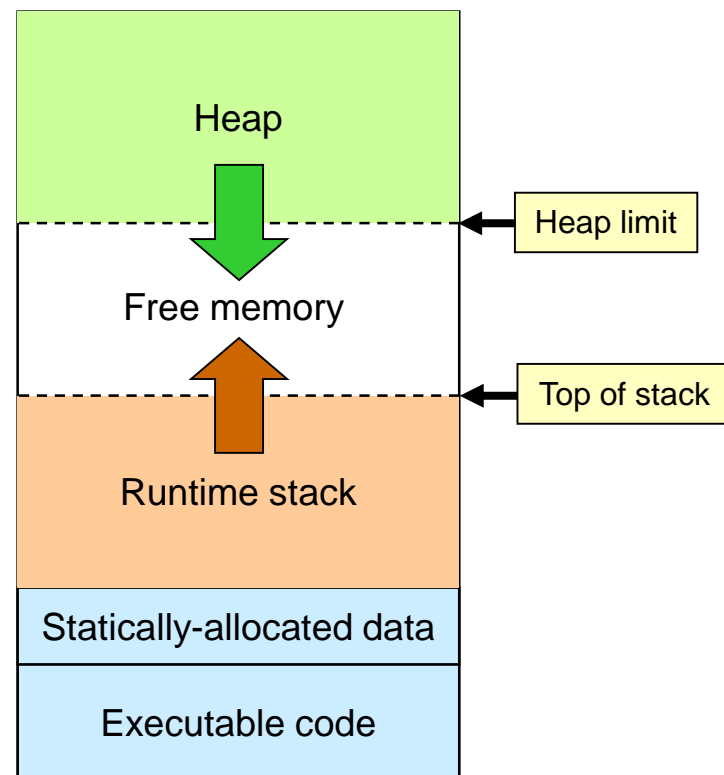 Heap
Heap limit
Free memory
Top of stack
Runtime stack
Statically-allocated data
Executable code